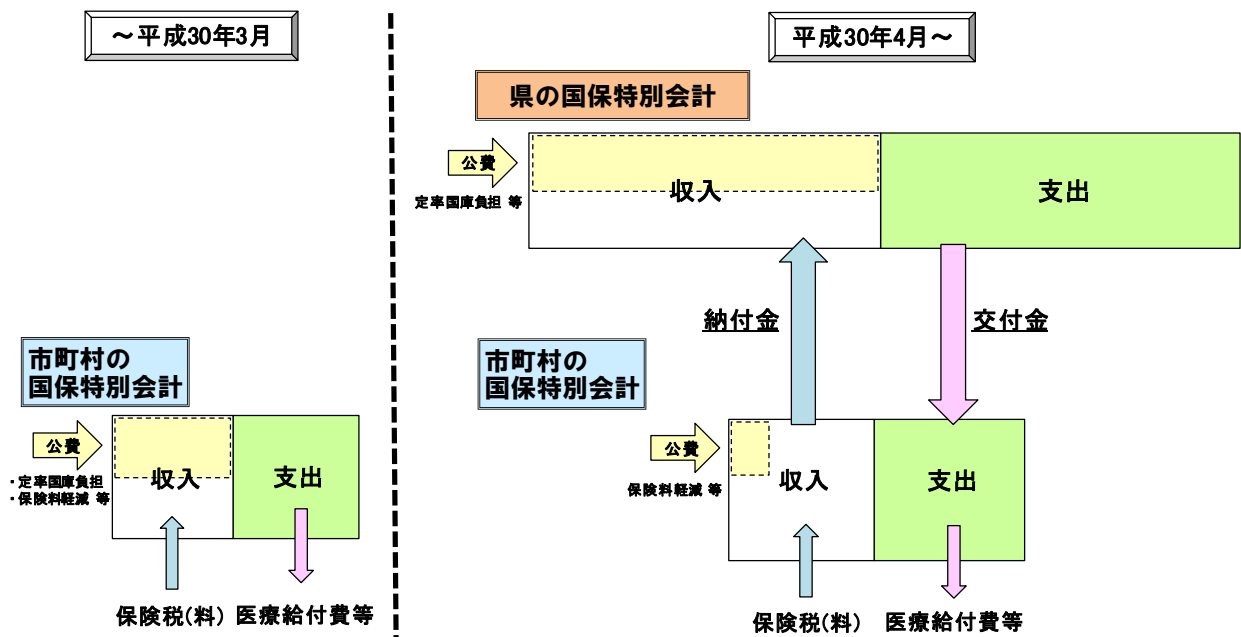 ～平成30年3月
市町村の
国保特別会計
公費
・定率国庫負担
・保険料軽減 等
収入
支出
保険税(料)
医療給付費等
平成30年4月～
県の国保特別会計
公費
定率国庫負担 等
収入
支出
納付金
交付金
市町村の
国保特別会計
公費
保険料軽減 等
収入
支出
保険税(料)
医療給付費等